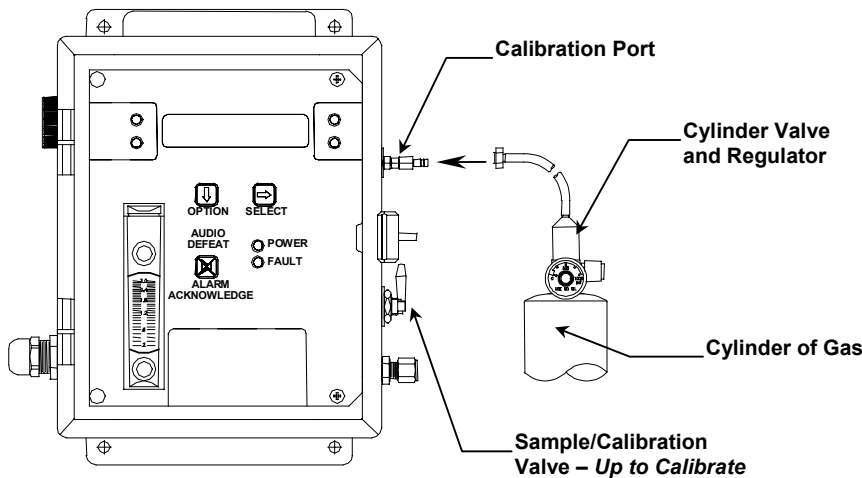 Calibration Port
Cylinder Valve
and Regulator
OPTION SELECT
AUDIO
DEFEAT
POWER
FAULT
ALARM
ACKNOWLEDGE
Cylinder of Gas
Sample/Calibration
Valve – Up to Calibrate